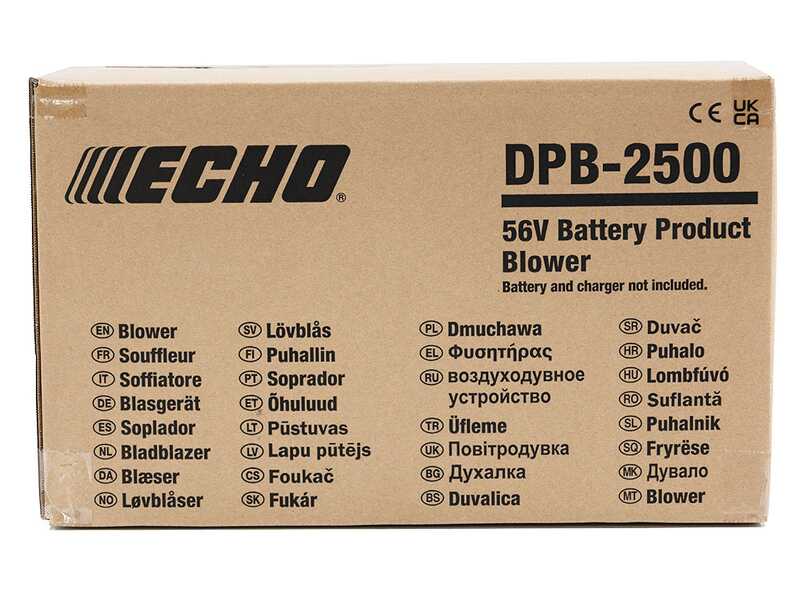 CE UK CA
ECHO®
DPB-2500
56V Battery Product
Blower
Battery and charger not included.
EN Blower
FR Souffleur
IT Soffiatore
DE Blasgerät
ES Soplador
NL Bladblazer
DA Blæser
NO Løvblåser
SV Lövblås
FI Puhallin
PT Soprador
ET Õhuluud
LT Pūstuvas
LV Lapu pūtējs
CS Foukač
SK Fukár
PL Dmuchawa
EL Φυσητήρας
RU воздуходувное
устройство
TR Üfleme
UK Повітродувка
BG Духалка
BS Duvalica
SR Duvač
HR Puhalo
HU Lombfúvó
RO Suflantă
SL Puhalnik
SQ Fryrëse
MK Дувало
MT Blower